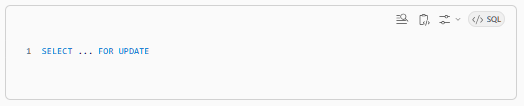 </> SQL
1 SELECT ... FOR UPDATE